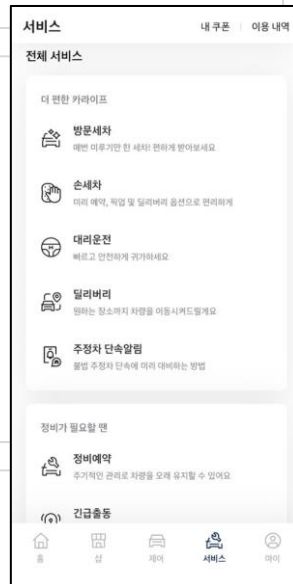 서비스
내 쿠폰 | 이용 내역
전체 서비스
더 편한 카라이프
방문세차
매번 미루기만 한 세차! 편하게 받아보세요
손세차
미리 예약, 픽업 및 딜리버리 옵션으로 편리하게
대리운전
빠르고 안전하게 귀가하세요
딜리버리
원하는 장소까지 차량을 이동시켜드릴게요
주정차 단속알림
불법 주정차 단속에 미리 대비하는 방법
정비가 필요할 땐
정비예약
주기적인 관리로 차량을 오래 유지할 수 있어요
긴급출동
홈
샵
제어
서비스
마이